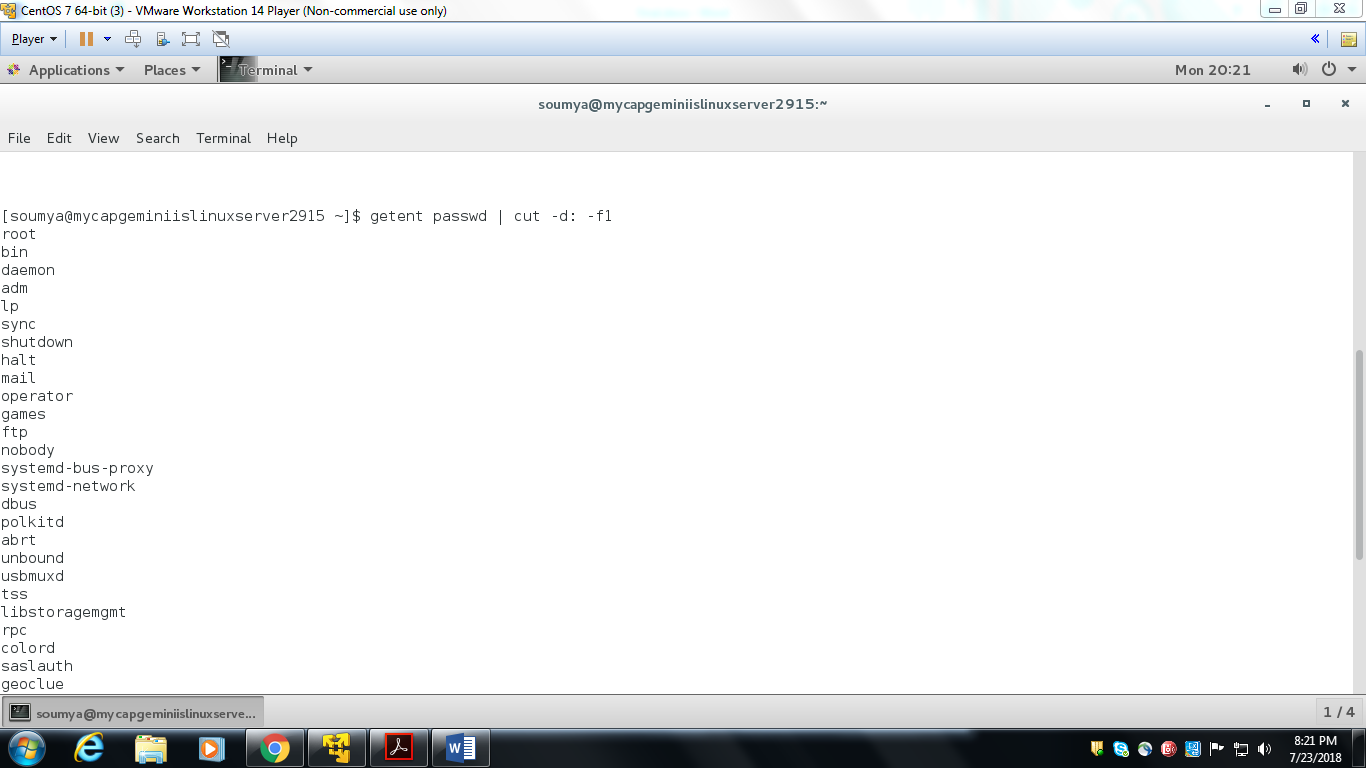 CentOS 7 64-bit (3) - VMware Workstation 14 Player (Non-commercial use only)
Player
Applications Places Terminal Mon 20:21
soumya@mycapgeminiislinuxserver2915:~
File Edit View Search Terminal Help
[soumya@mycapgeminiislinuxserver2915 ~]$ getent passwd | cut -d: -f1
root
bin
daemon
adm
lp
sync
shutdown
halt
mail
operator
games
ftp
nobody
systemd-bus-proxy
systemd-network
dbus
polkitd
abrt
unbound
usbmuxd
tss
libstoragemgmt
rpc
colord
saslauth
geoclue
soumya@mycapgeminiislinuxserve... 1 / 4
8:21 PM
7/23/2018